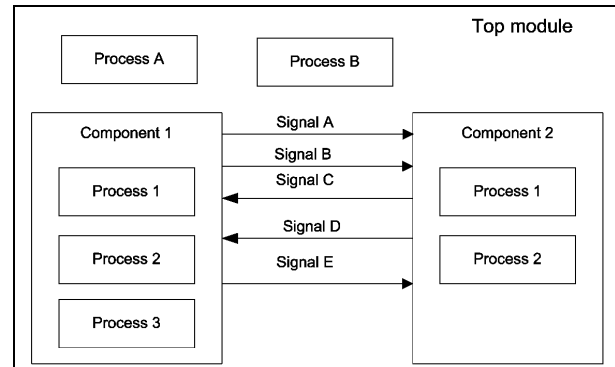 Top module
Process A
Process B
Component 1
Signal A
Component 2
Signal B
Process 1
Signal C
Process 1
Signal D
Process 2
Signal E
Process 2
Process 3